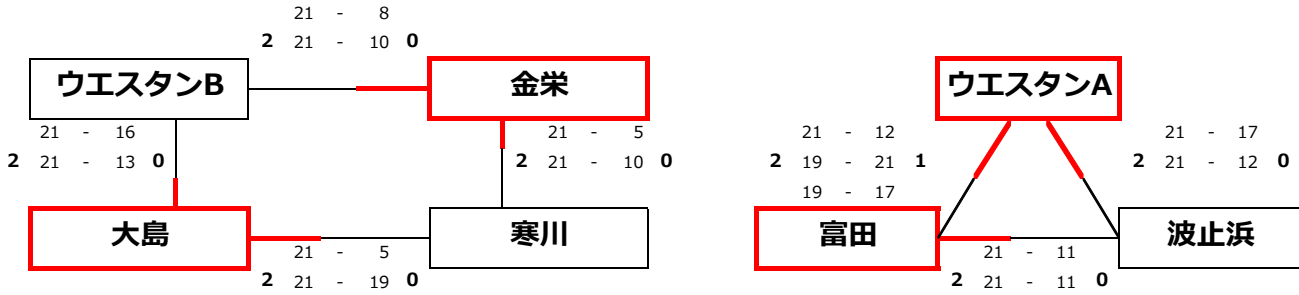 21 - 8
2 21 - 10 0
ウエスタンB
金栄
21 - 16
2 21 - 13 0
21 - 5
2 21 - 10 0
大島
寒川
21 - 5
2 21 - 19 0
ウエスタンA
21 - 12
2 19 - 21 1
19 - 17
21 - 17
2 21 - 12 0
富田
波止浜
21 - 11
2 21 - 11 0